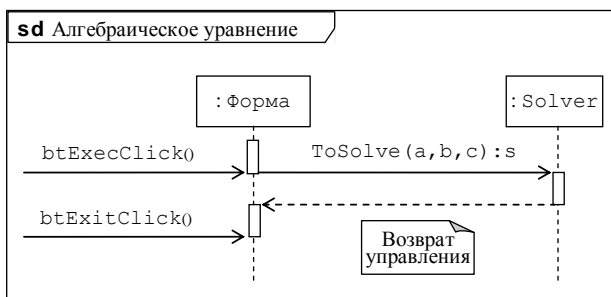 sd Алгебраическое уравнение
:Форма
:Solver
btExecClick()
ToSolve(a,b,c):s
btExitClick()
Возврат
управления